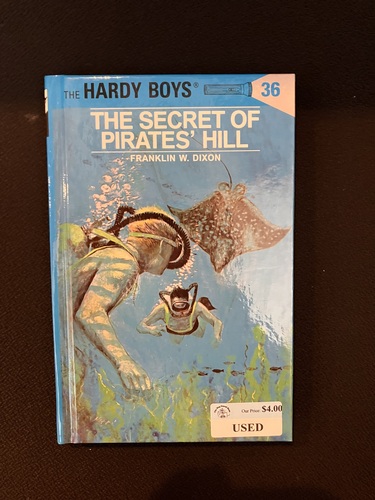 THE HARDY BOYS® 36
THE SECRET OF
PIRATES' HILL
FRANKLIN W. DIXON
Our Price: $4.00
USED